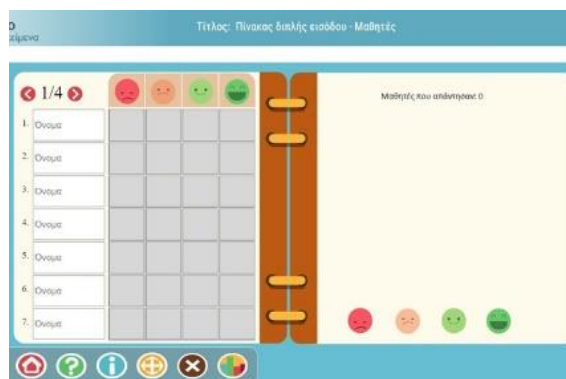 Τίτλος: Πίνακας διπλής εισόδου - Μαθητές
κείμενα
1/4
Μαθητές που απάντησαν: 0
1. Όνομα
2. Όνομα
3. Όνομα
4. Όνομα
5. Όνομα
6. Όνομα
7. Όνομα